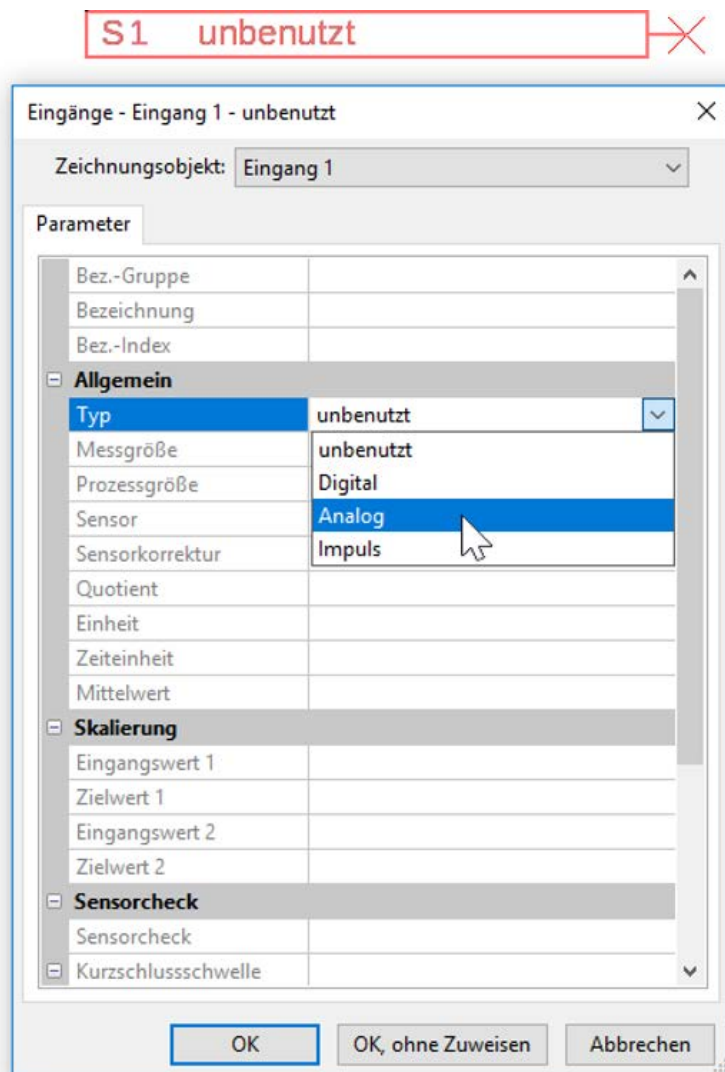 S1 unbenutzt
Eingänge - Eingang 1 - unbenutzt
Zeichnungsobjekt: Eingang 1
Parameter
Bez.-Gruppe
Bezeichnung
Bez.-Index
Allgemein
Typ unbenutzt
Messgröße unbenutzt
Prozessgröße Digital
Sensor Analog
Sensorkorrektur Impuls
Quotient
Einheit
Zeiteinheit
Mittelwert
Skalierung
Eingangswert 1
Zielwert 1
Eingangswert 2
Zielwert 2
Sensorcheck
Sensorcheck
Kurzschlussschwelle
OK OK, ohne Zuweisen Abbrechen